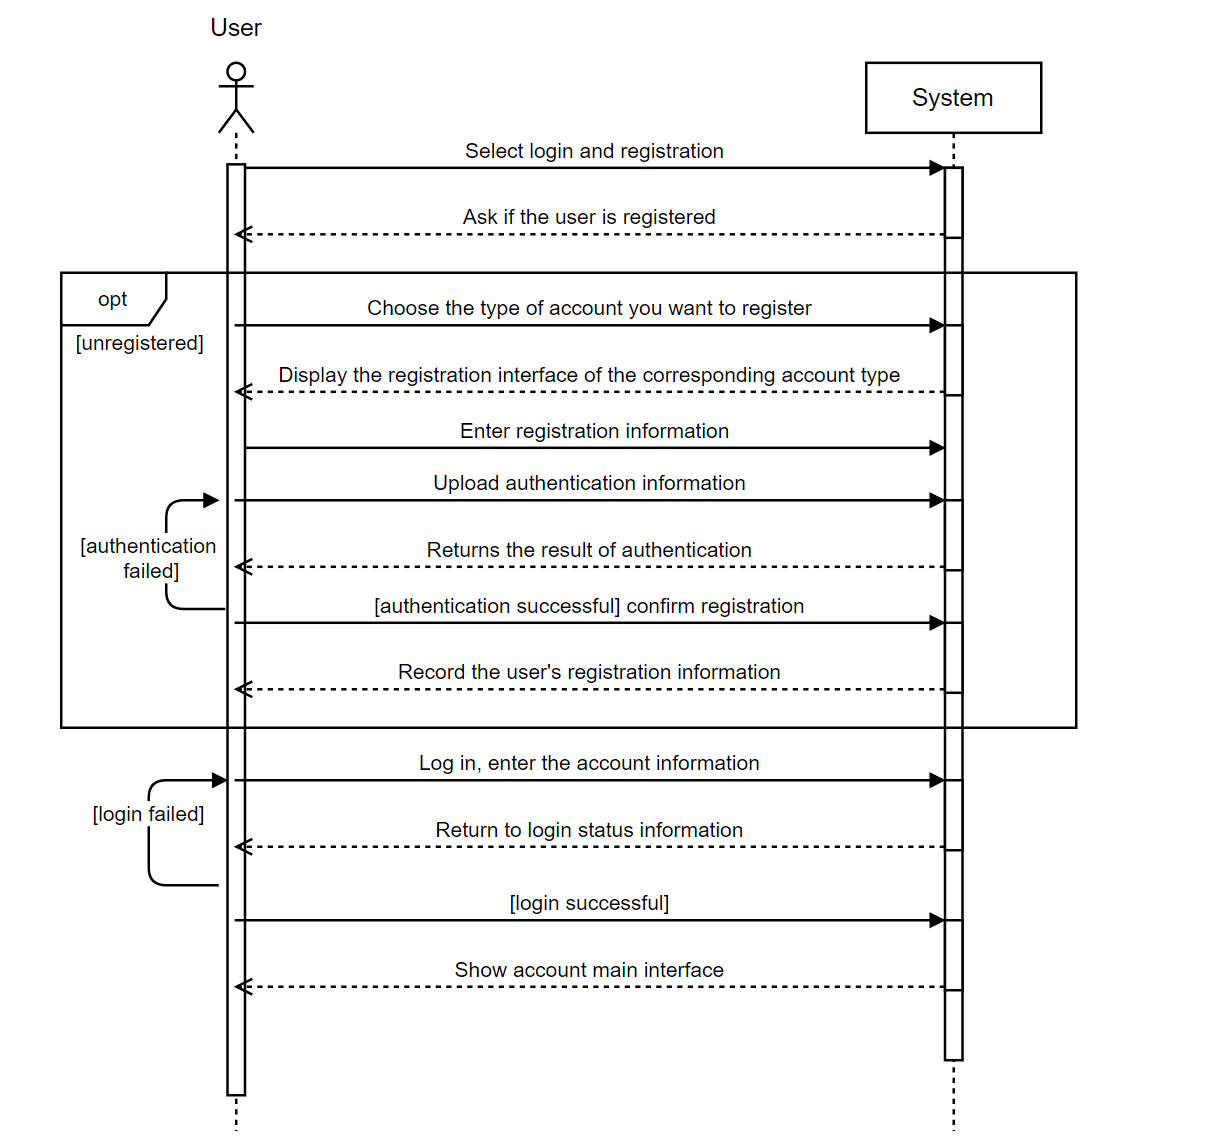 User
System
Select login and registration
Ask if the user is registered
opt
[unregistered]
Choose the type of account you want to register
Display the registration interface of the corresponding account type
Enter registration information
Upload authentication information
[authentication
failed]
Returns the result of authentication
[authentication successful] confirm registration
Record the user's registration information
Log in, enter the account information
[login failed]
Return to login status information
[login successful]
Show account main interface